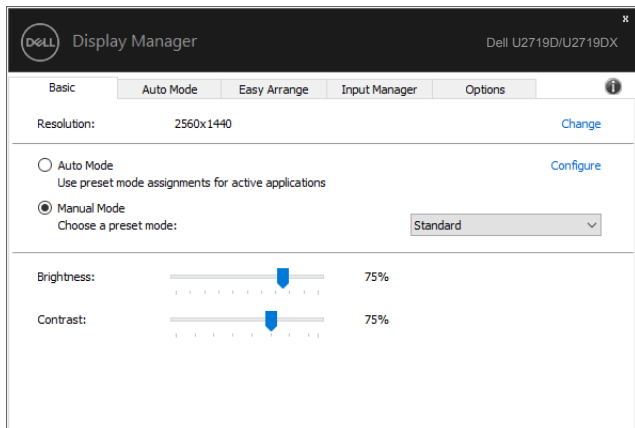 x
DELL Display Manager Dell U2719D/U2719DX
Basic Auto Mode Easy Arrange Input Manager Options i
Resolution: 2560x1440 Change
Auto Mode Configure
Use preset mode assignments for active applications
Manual Mode
Choose a preset mode: Standard
Brightness: 75%
Contrast: 75%